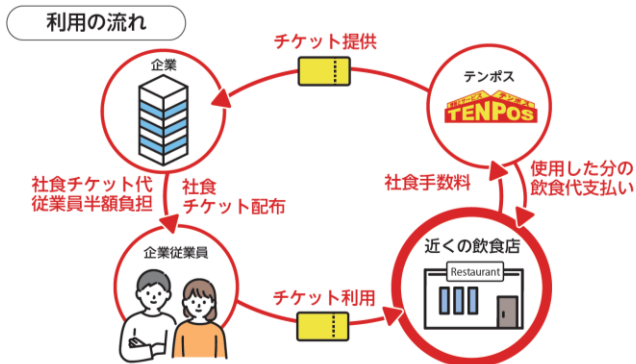 利用の流れ
チケット提供
企業
テンポス
TENPOS
社食チケット代
従業員半額負担
社食
チケット配布
社食手数料
使用した分の
飲食代支払い
企業従業員
近くの飲食店
Restaurant
チケット利用